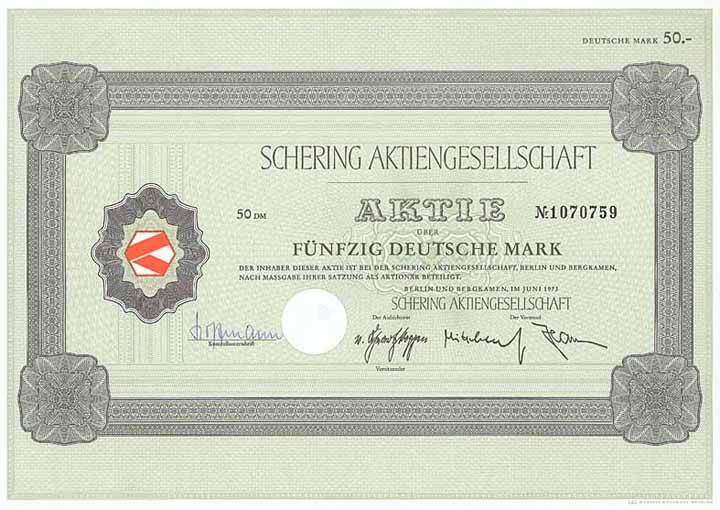 DEUTSCHE MARK 50.-
SCHERING AKTIENGESELLSCHAFT
50 DM AKTIE №1070759
ÜBER
FÜNFZIG DEUTSCHE MARK
DER INHABER DIESER AKTIE IST BEI DER SCHERING AKTIENGESELLSCHAFT, BERLIN UND BERGKAMEN,
NACH MASSGABE IHRER SATZUNG ALS AKTIONÄR BETEILIGT.
BERLIN UND BERGKAMEN, IM JUNI 1973
SCHERING AKTIENGESELLSCHAFT
Der Aufsichtsrat Der Vorstand
Kontrollunterschrift
Vorsitzender